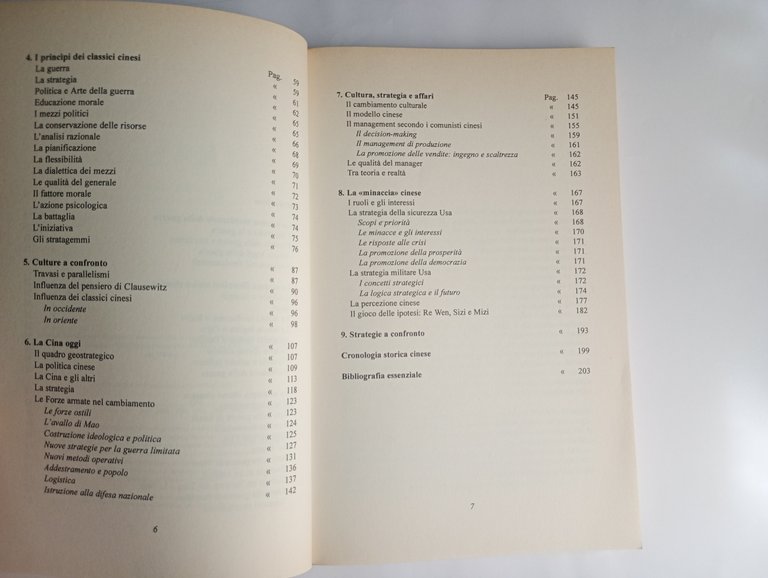 4. I principi dei classici cinesi Pag. 59
La guerra « 59
La strategia « 61
Politica e Arte della guerra « 62
Educazione morale « 65
I mezzi politici « 65
La conservazione delle risorse « 66
L'analisi razionale « 68
La pianificazione « 69
La flessibilità « 70
La dialettica dei mezzi « 71
Le qualità del generale « 72
Il fattore morale « 73
L'azione psicologica « 74
La battaglia « 74
L'iniziativa « 75
Gli stratagemmi « 76
5. Culture a confronto « 87
Travasi e parallelismi « 87
Influenza del pensiero di Clausewitz « 90
Influenza dei classici cinesi « 96
In occidente « 96
In oriente « 98
6. La Cina oggi « 107
Il quadro geostrategico « 107
La politica cinese « 109
La Cina e gli altri « 113
La strategia « 118
Le Forze armate nel cambiamento « 123
Le forze ostili « 123
L'avallo di Mao « 124
Costruzione ideologica e politica « 125
Nuove strategie per la guerra limitata « 127
Nuovi metodi operativi « 131
Addestramento e popolo « 136
Logistica « 137
Istruzione alla difesa nazionale « 142
6
7. Cultura, strategia e affari Pag. 145
Il cambiamento culturale « 145
Il modello cinese « 151
Il management secondo i comunisti cinesi « 155
Il decision-making « 159
Il management di produzione « 161
La promozione delle vendite: ingegno e scaltrezza « 162
Le qualità del manager « 162
Tra teoria e realtà « 163
8. La «minaccia» cinese « 167
I ruoli e gli interessi « 167
La strategia della sicurezza Usa « 168
Scopi e priorità « 168
Le minacce e gli interessi « 170
Le risposte alle crisi « 171
La promozione della prosperità « 171
La promozione della democrazia « 171
La strategia militare Usa « 172
I concetti strategici « 172
La logica strategica e il futuro « 174
La percezione cinese « 177
Il gioco delle ipotesi: Re Wen, Sizi e Mizi « 182
9. Strategie a confronto « 193
Cronologia storica cinese « 199
Bibliografia essenziale « 203
7